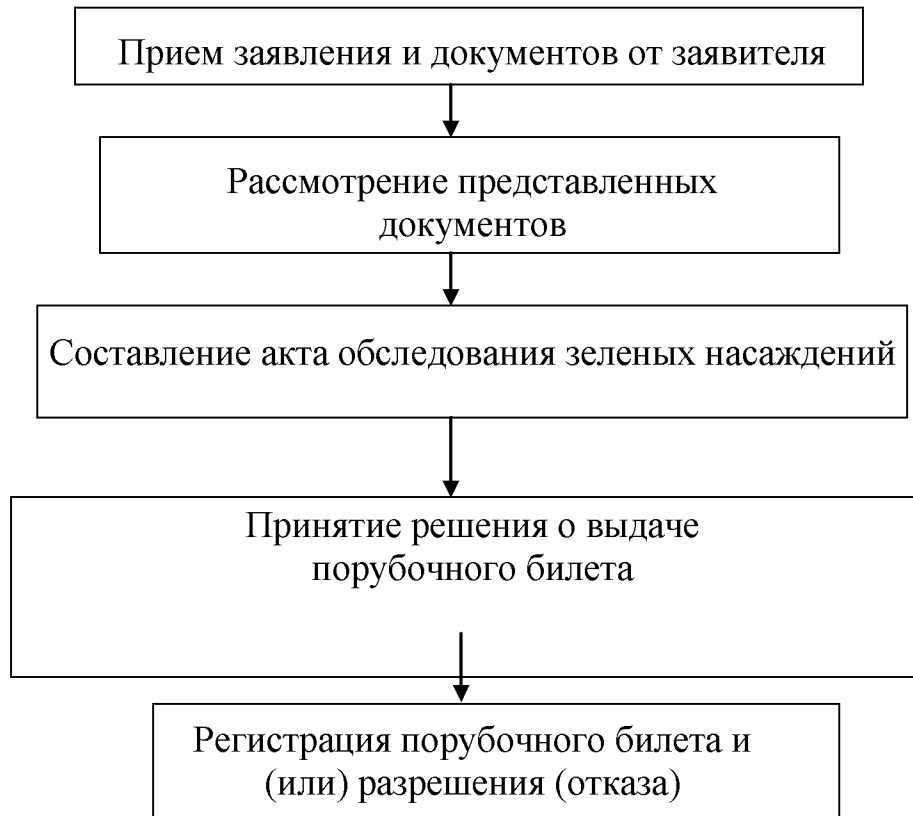 Прием заявления и документов от заявителя
Рассмотрение представленных
документов
Составление акта обследования зеленых насаждений
Принятие решения о выдаче
порубочного билета
Регистрация порубочного билета и
(или) разрешения (отказа)